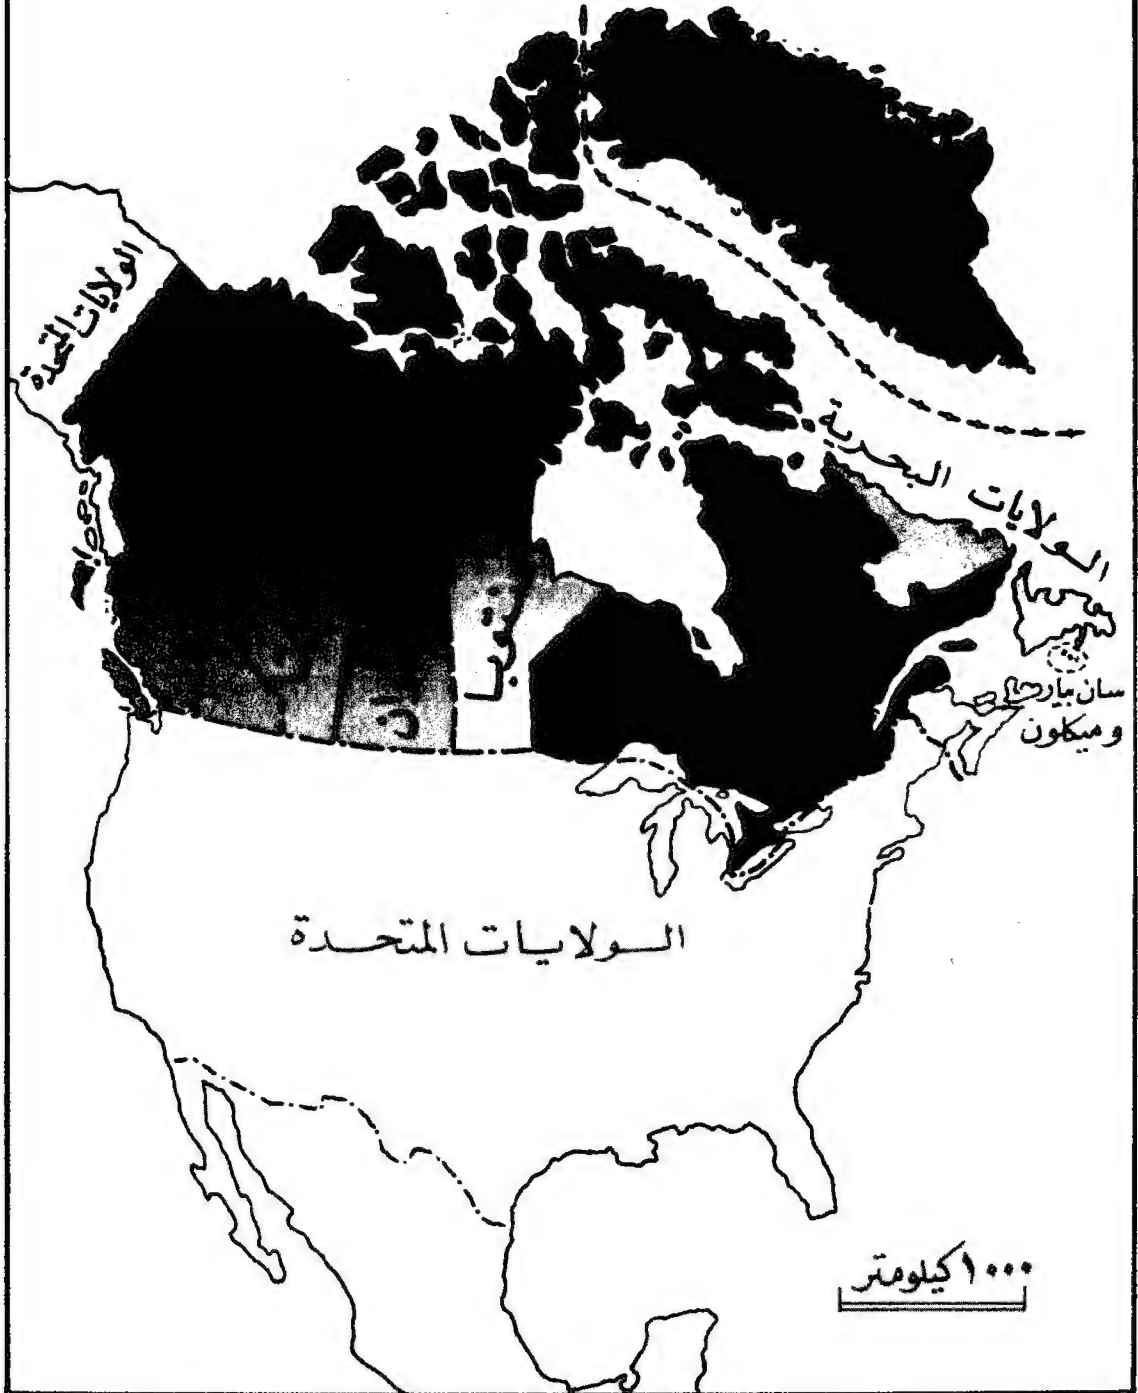 الولايات المتحدة
الولايات البحرية
سان بيار
وميكلون
الولايات المتحدة
١٠٠٠ كيلومتر